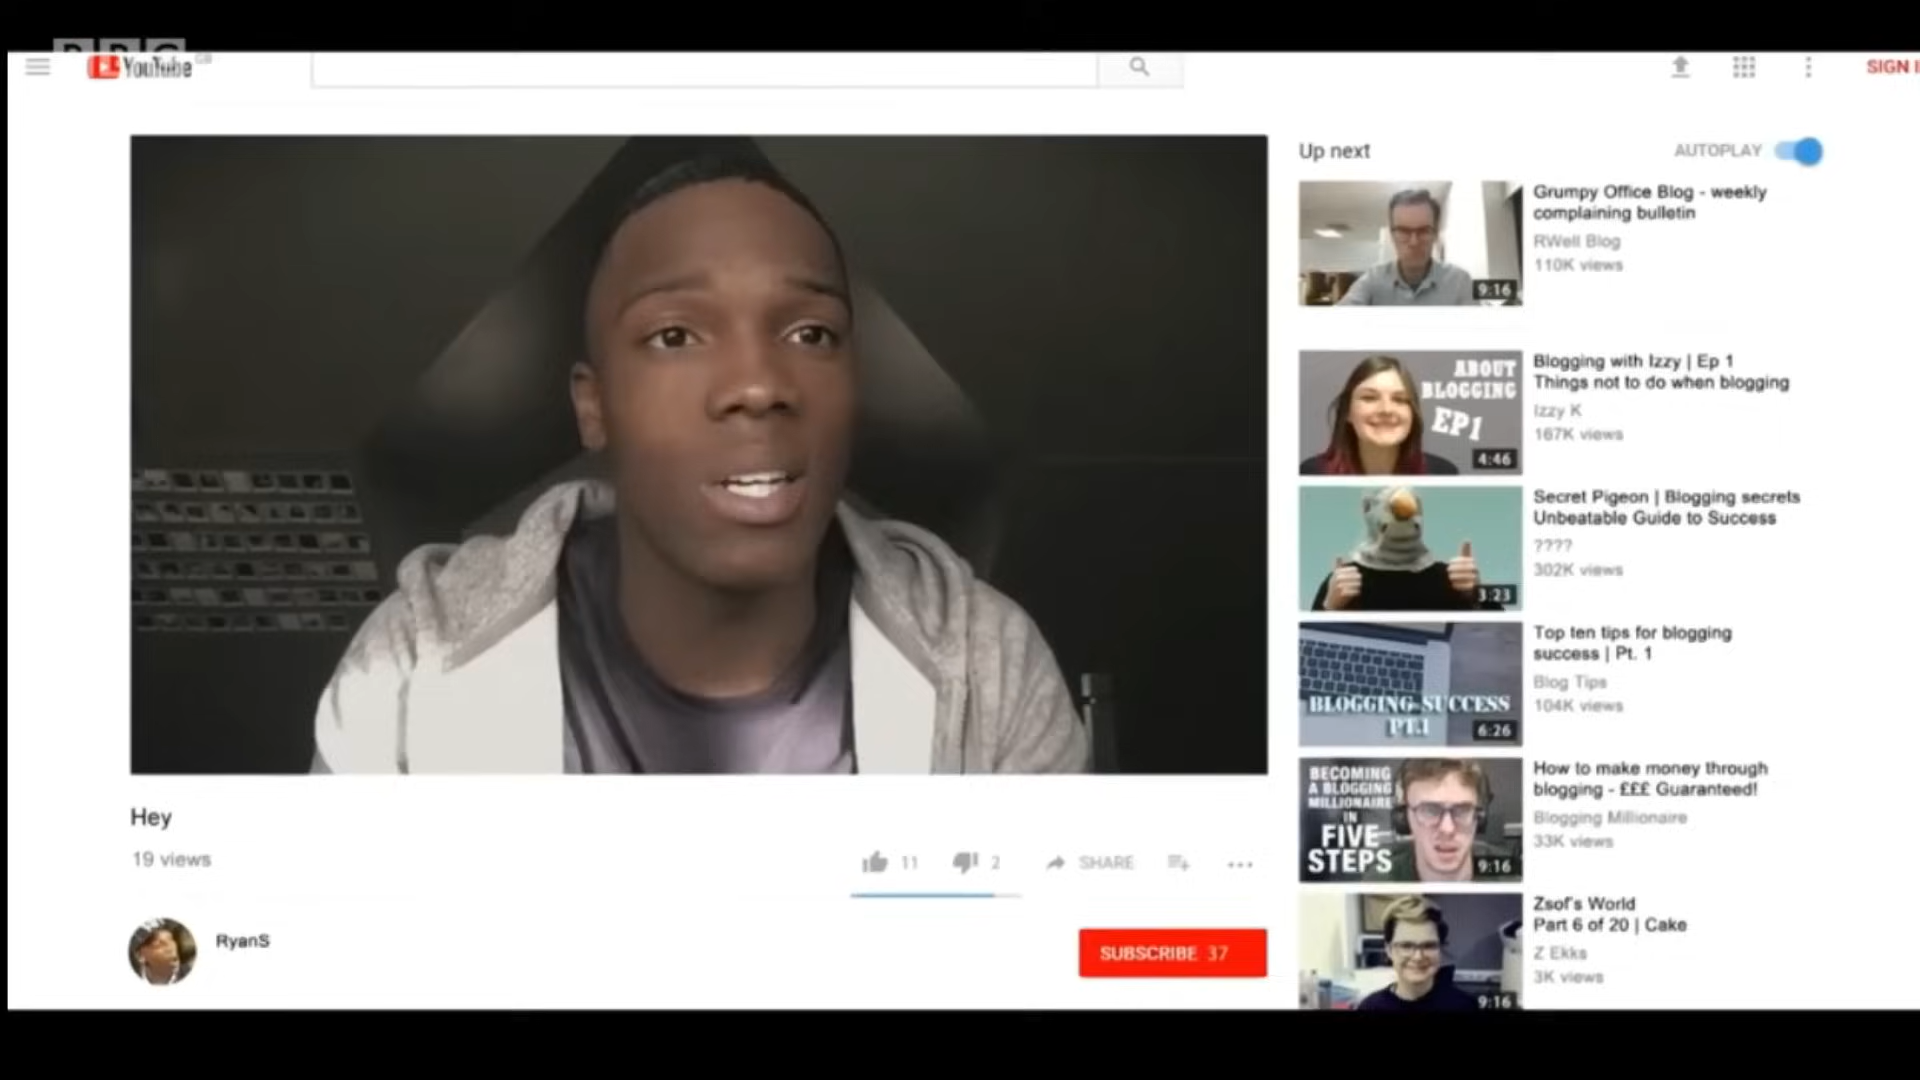 BBC
YouTube GB
SIGN I
Up next
AUTOPLAY
Grumpy Office Blog - weekly
complaining bulletin
RWell Blog
110K views
9:16
ABOUT
BLOGGING
EP1
4:46
Blogging with Izzy | Ep 1
Things not to do when blogging
Izzy K
167K views
Secret Pigeon | Blogging secrets
Unbeatable Guide to Success
????
302K views
3:23
Top ten tips for blogging
success | Pt. 1
Blog Tips
104K views
BLOGGING SUCCESS
PT.1
6:26
BECOMING
A BLOGGING
MILLIONAIRE
IN
FIVE
STEPS
9:16
How to make money through
blogging - £££ Guaranteed!
Blogging Millionaire
33K views
Zsof's World
Part 6 of 20 | Cake
Z Ekks
3K views
9:16
Hey
19 views
11
2
SHARE
RyanS
SUBSCRIBE 37